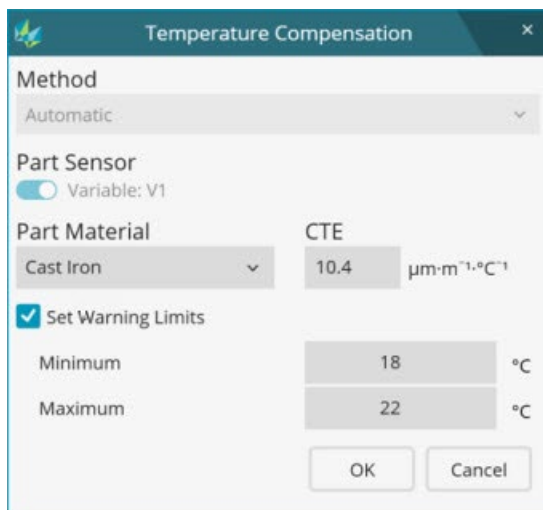 Temperature Compensation
Method
Automatic
Part Sensor
Variable: V1
Part Material CTE
Cast Iron 10.4 μm·m⁻¹·°C⁻¹
Set Warning Limits
Minimum 18 °C
Maximum 22 °C
OK Cancel